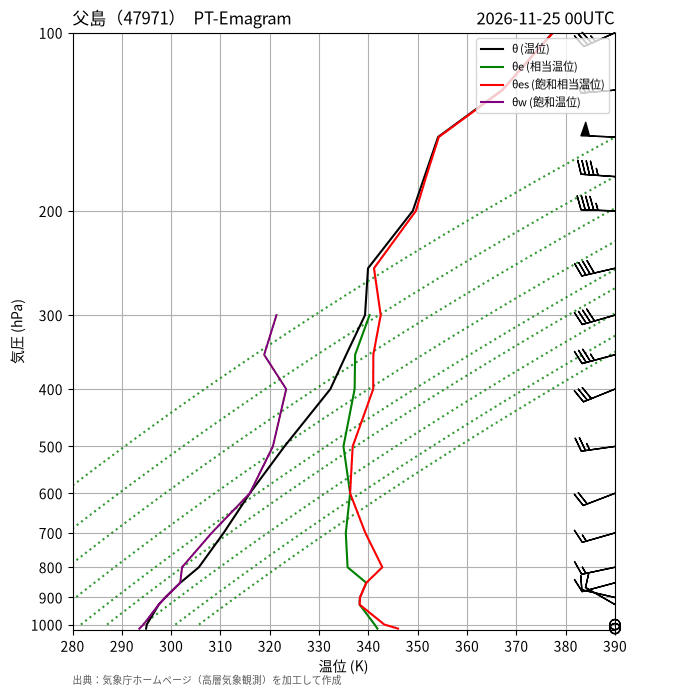 父島（47971） PT-Emagram
2026-11-25 00UTC
θ (温位)
θe (相当温位)
θes (飽和相当温位)
θw (飽和温位)
100
200
300
400
500
600
700
800
900
1000
気圧 (hPa)
280 290 300 310 320 330 340 350 360 370 380 390
温位 (K)
出典：気象庁ホームページ（高層気象観測）を加工して作成